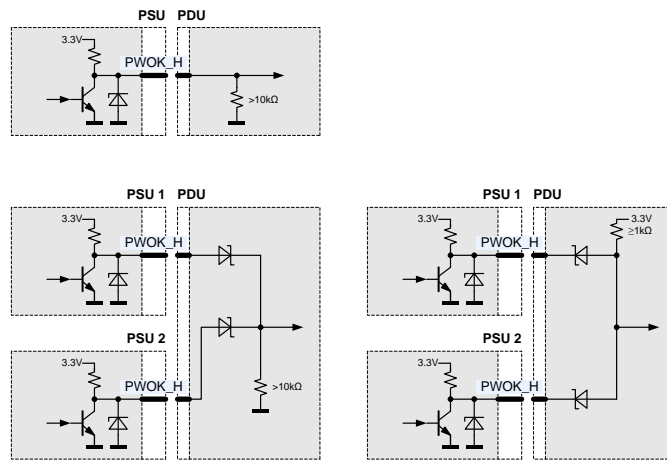 PSU PDU
3.3V
PWOK_H
>10kΩ
PSU 1 PDU
3.3V
PWOK_H
PSU 2
3.3V
PWOK_H
>10kΩ
PSU 1 PDU
3.3V
3.3V
≥1kΩ
PWOK_H
PSU 2
3.3V
PWOK_H